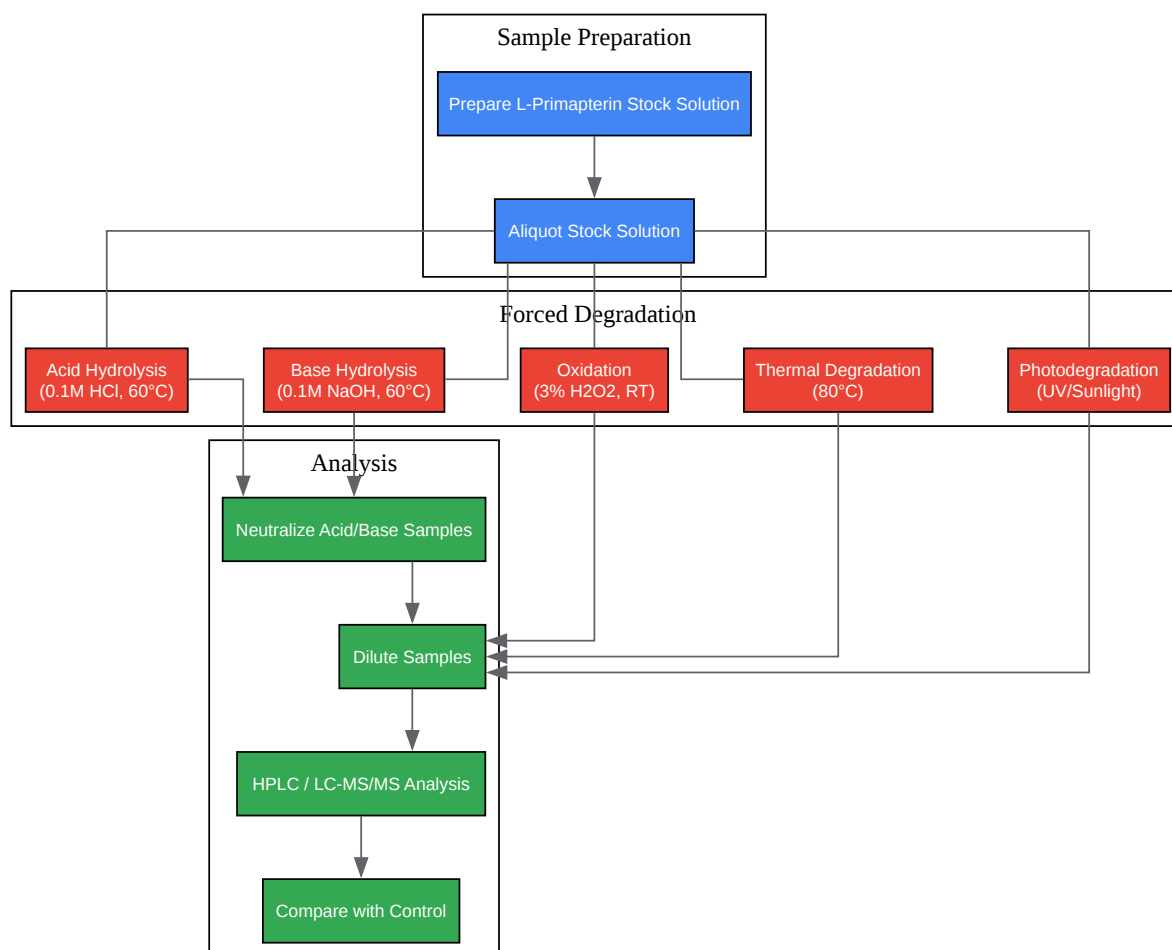 Sample Preparation
Prepare L-Primapterin Stock Solution
Aliquot Stock Solution
Forced Degradation
Acid Hydrolysis
(0.1M HCl, 60°C)
Base Hydrolysis
(0.1M NaOH, 60°C)
Oxidation
(3% H2O2, RT)
Thermal Degradation
(80°C)
Photodegradation
(UV/Sunlight)
Analysis
Neutralize Acid/Base Samples
Dilute Samples
HPLC / LC-MS/MS Analysis
Compare with Control